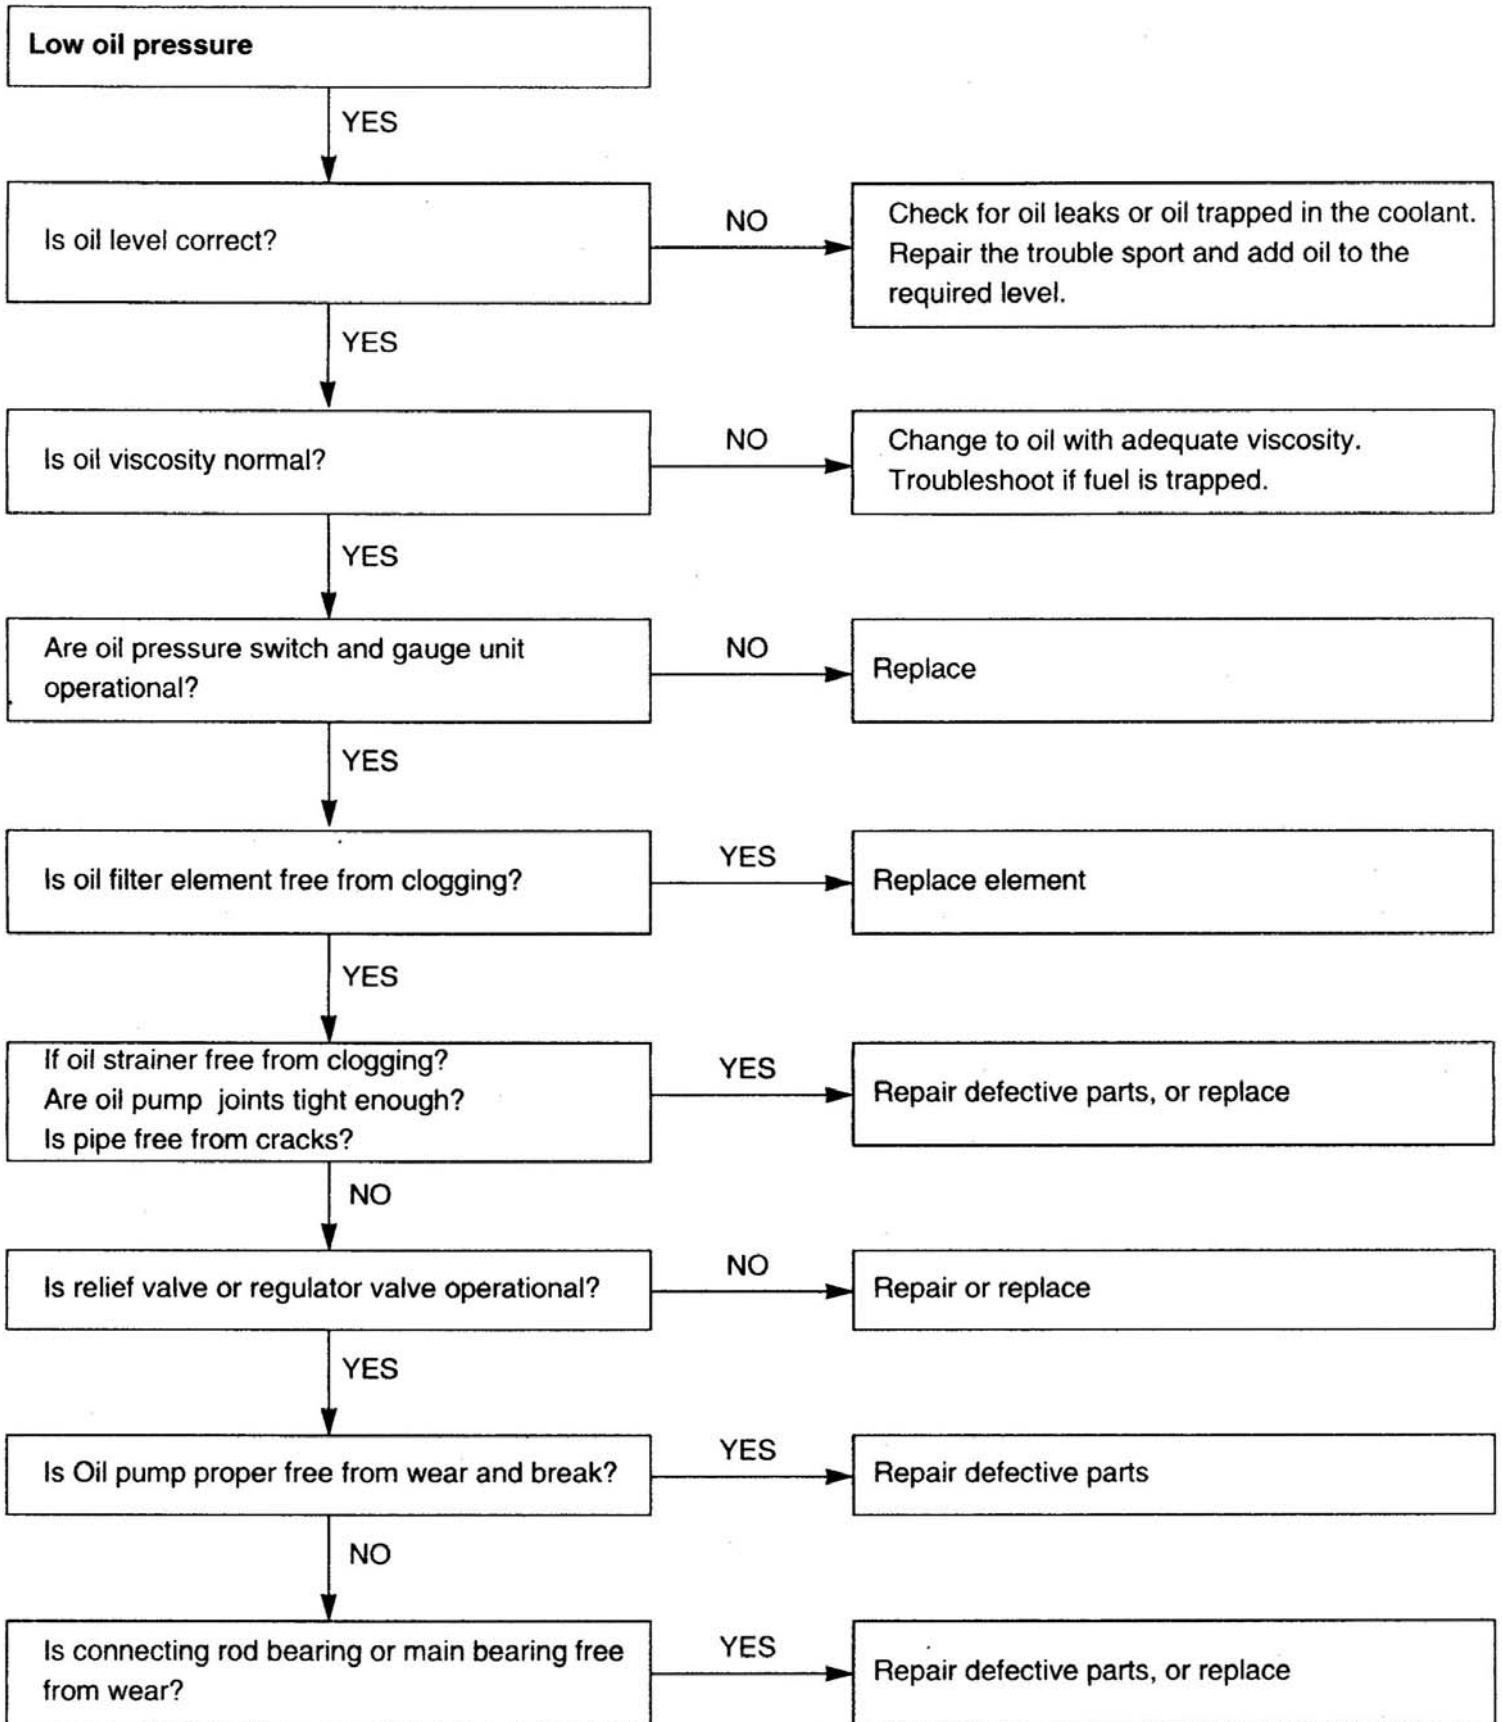 Low oil pressure
YES
Is oil level correct?
NO
Check for oil leaks or oil trapped in the coolant.
Repair the trouble sport and add oil to the
required level.
YES
Is oil viscosity normal?
NO
Change to oil with adequate viscosity.
Troubleshoot if fuel is trapped.
YES
Are oil pressure switch and gauge unit
operational?
NO
Replace
YES
Is oil filter element free from clogging?
YES
Replace element
YES
If oil strainer free from clogging?
Are oil pump joints tight enough?
Is pipe free from cracks?
YES
Repair defective parts, or replace
NO
Is relief valve or regulator valve operational?
NO
Repair or replace
YES
Is Oil pump proper free from wear and break?
YES
Repair defective parts
NO
Is connecting rod bearing or main bearing free
from wear?
YES
Repair defective parts, or replace